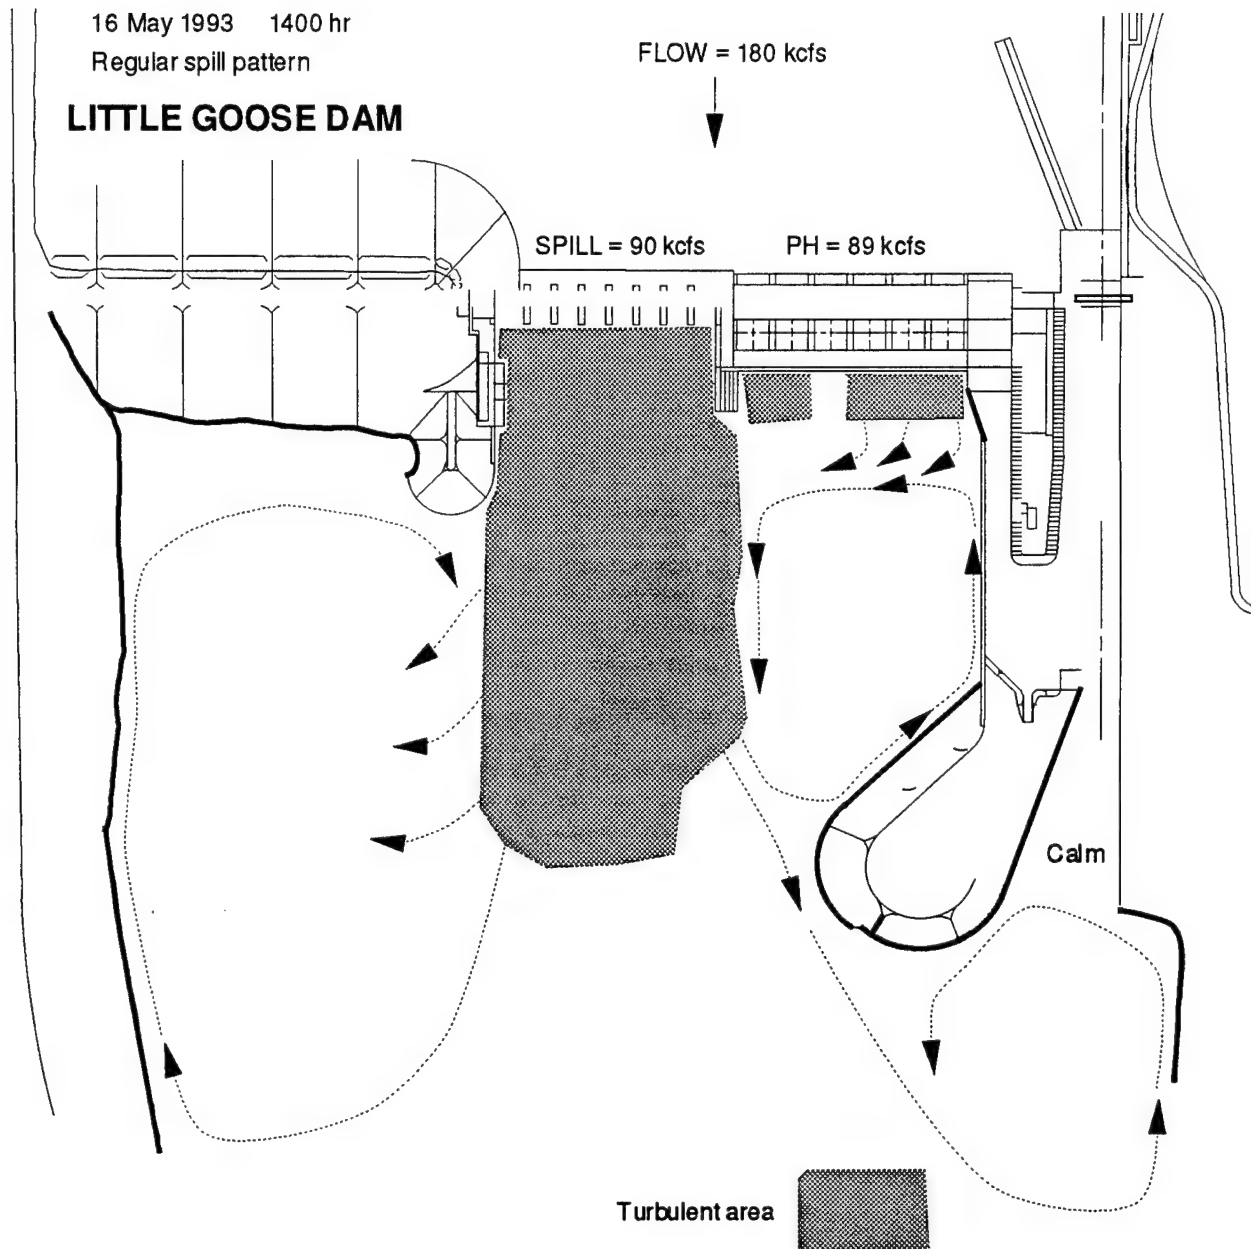 16 May 1993 1400 hr
Regular spill pattern
LITTLE GOOSE DAM
FLOW = 180 kcfs
SPILL = 90 kcfs
PH = 89 kcfs
Calm
Turbulent area